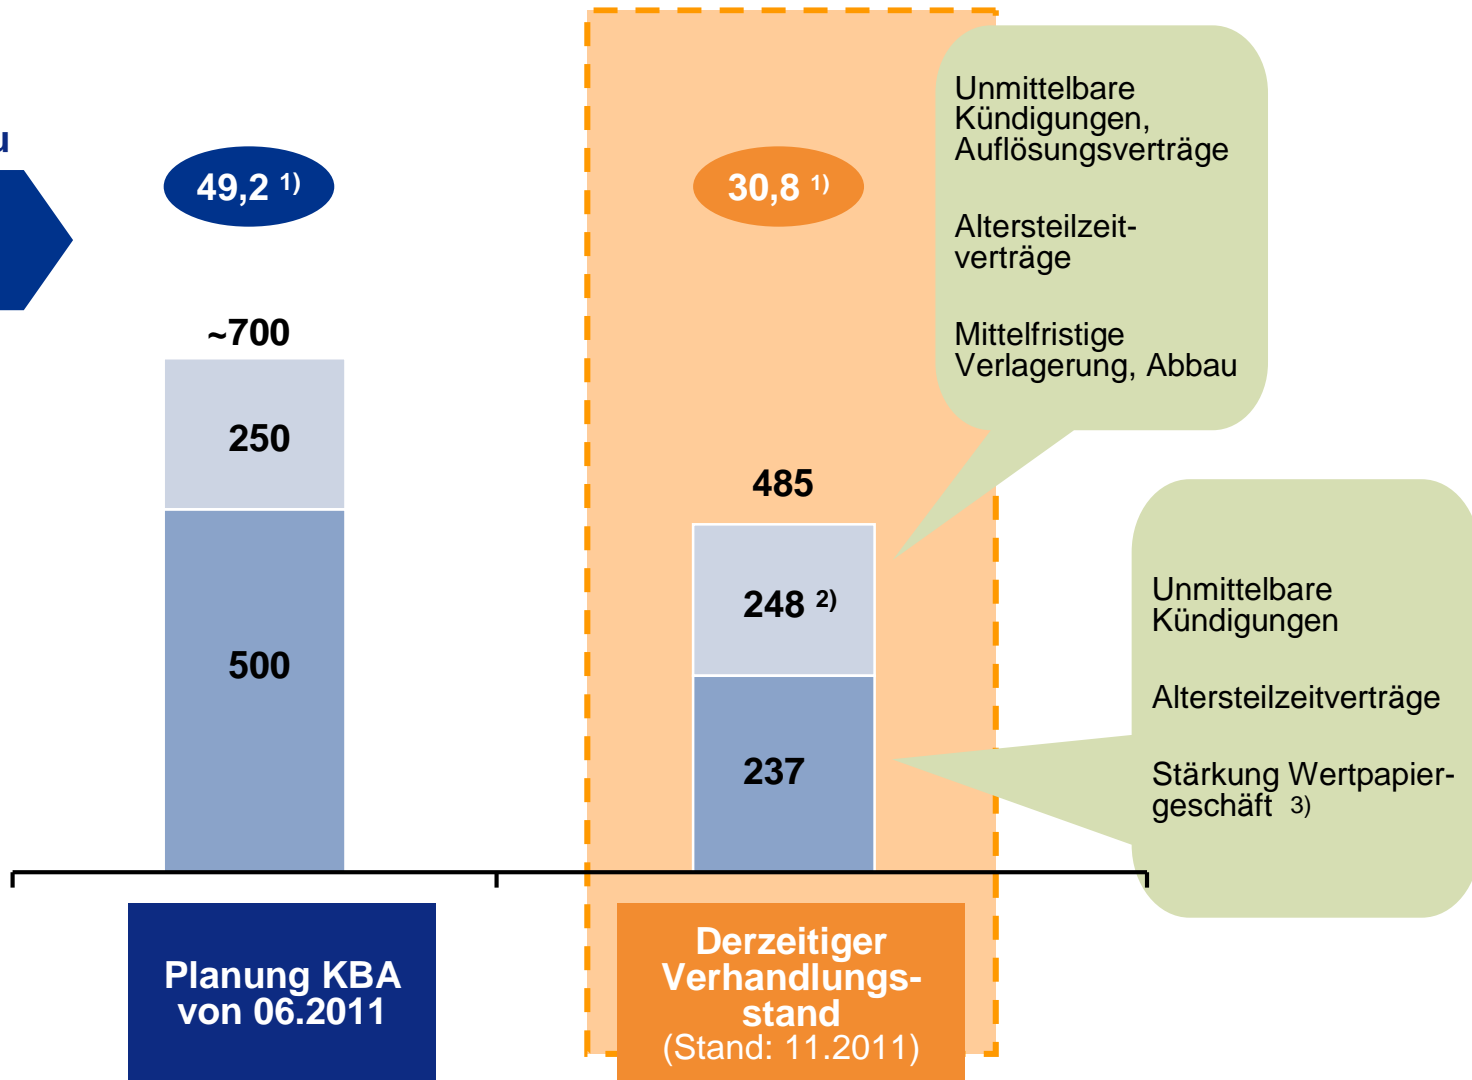 u
49,2 1)
~700
250
500
Planung KBA
von 06.2011
30,8 1)
485
248 2)
237
Derzeitiger
Verhandlungs-
stand
(Stand: 11.2011)
Unmittelbare
Kündigungen,
Auflösungsverträge
Altersteilzeit-
verträge
Mittelfristige
Verlagerung, Abbau
Unmittelbare
Kündigungen
Altersteilzeitverträge
Stärkung Wertpapier-
geschäft 3)